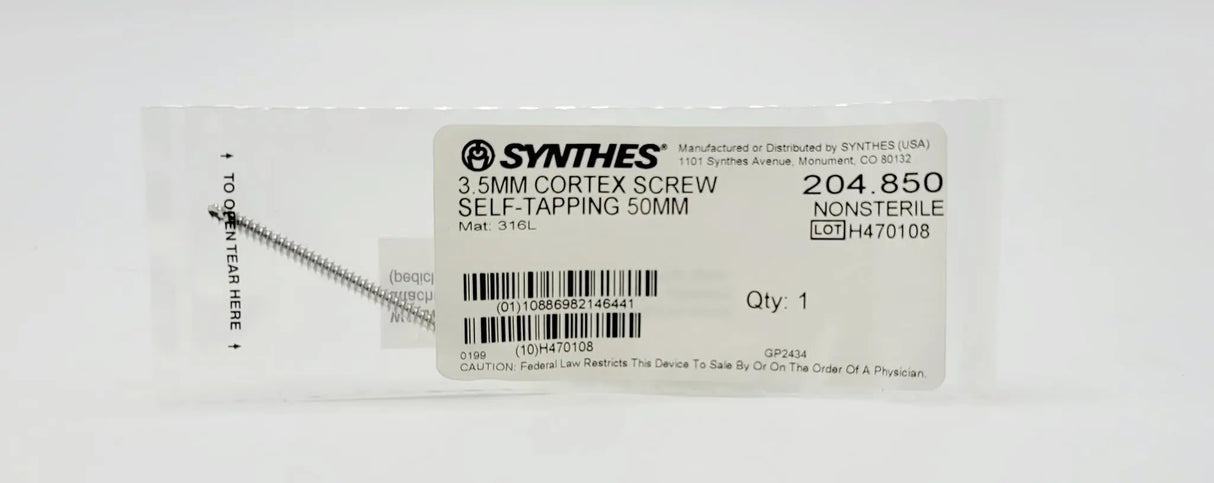 TO OPEN TEAR HERE
SYNTHES®
Manufactured or Distributed by SYNTHES (USA)
1101 Synthes Avenue, Monument, CO 80132
3.5MM CORTEX SCREW
SELF-TAPPING 50MM
Mat: 316L
204.850
NONSTERILE
LOT H470108
(pedicl
(01)10886982146441
Qty: 1
(10)H470108
0199
GP2434
CAUTION: Federal Law Restricts This Device To Sale By Or On The Order Of A Physician.